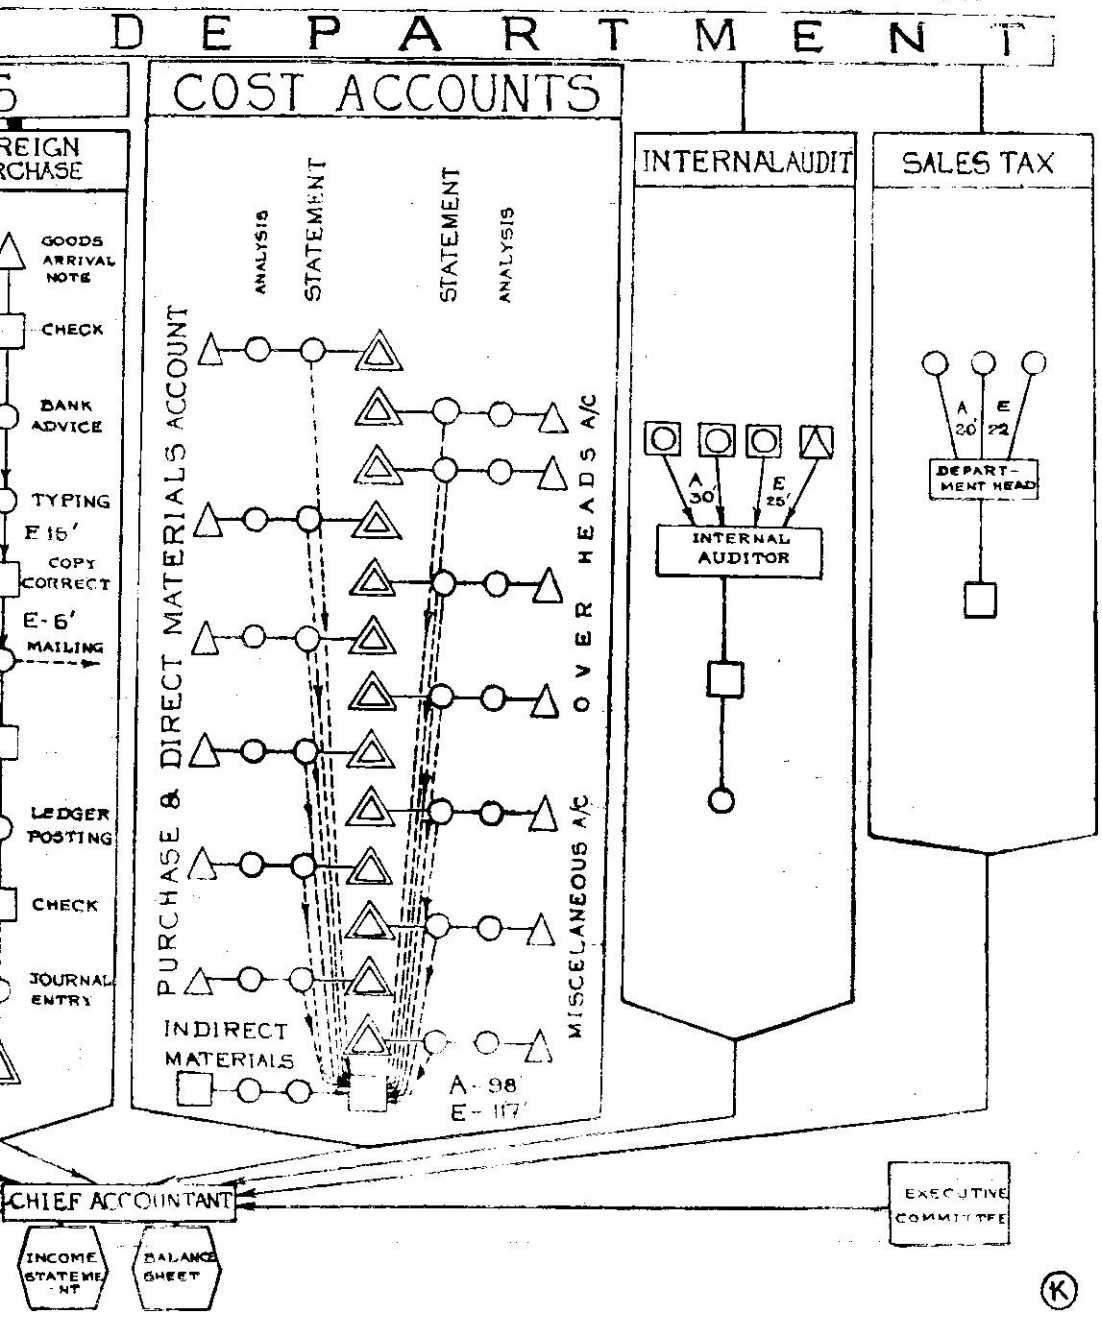 DEPARTMENT
S
COST ACCOUNTS
REIGN
RCHASE
INTERNAL AUDIT
SALES TAX
GOODS
ARRIVAL
NOTE
CHECK
BANK
ADVICE
TYPING
E 15'
COPY
CORRECT
E-6'
MAILING
LEDGER
POSTING
CHECK
JOURNAL
ENTRY
ANALYSIS
STATEMENT
STATEMENT
ANALYSIS
PURCHASE & DIRECT MATERIALS ACCOUNT
OVER HEADS A/C
MISCELANEOUS A/C
INDIRECT
MATERIALS
A-98'
E-117'
A
30'
E
25'
INTERNAL
AUDITOR
A
20'
E
22
DEPART-
MENT HEAD
CHIEF ACCOUNTANT
EXECUTIVE
COMMITTEE
INCOME
STATEME
NT
BALANCE
SHEET
K